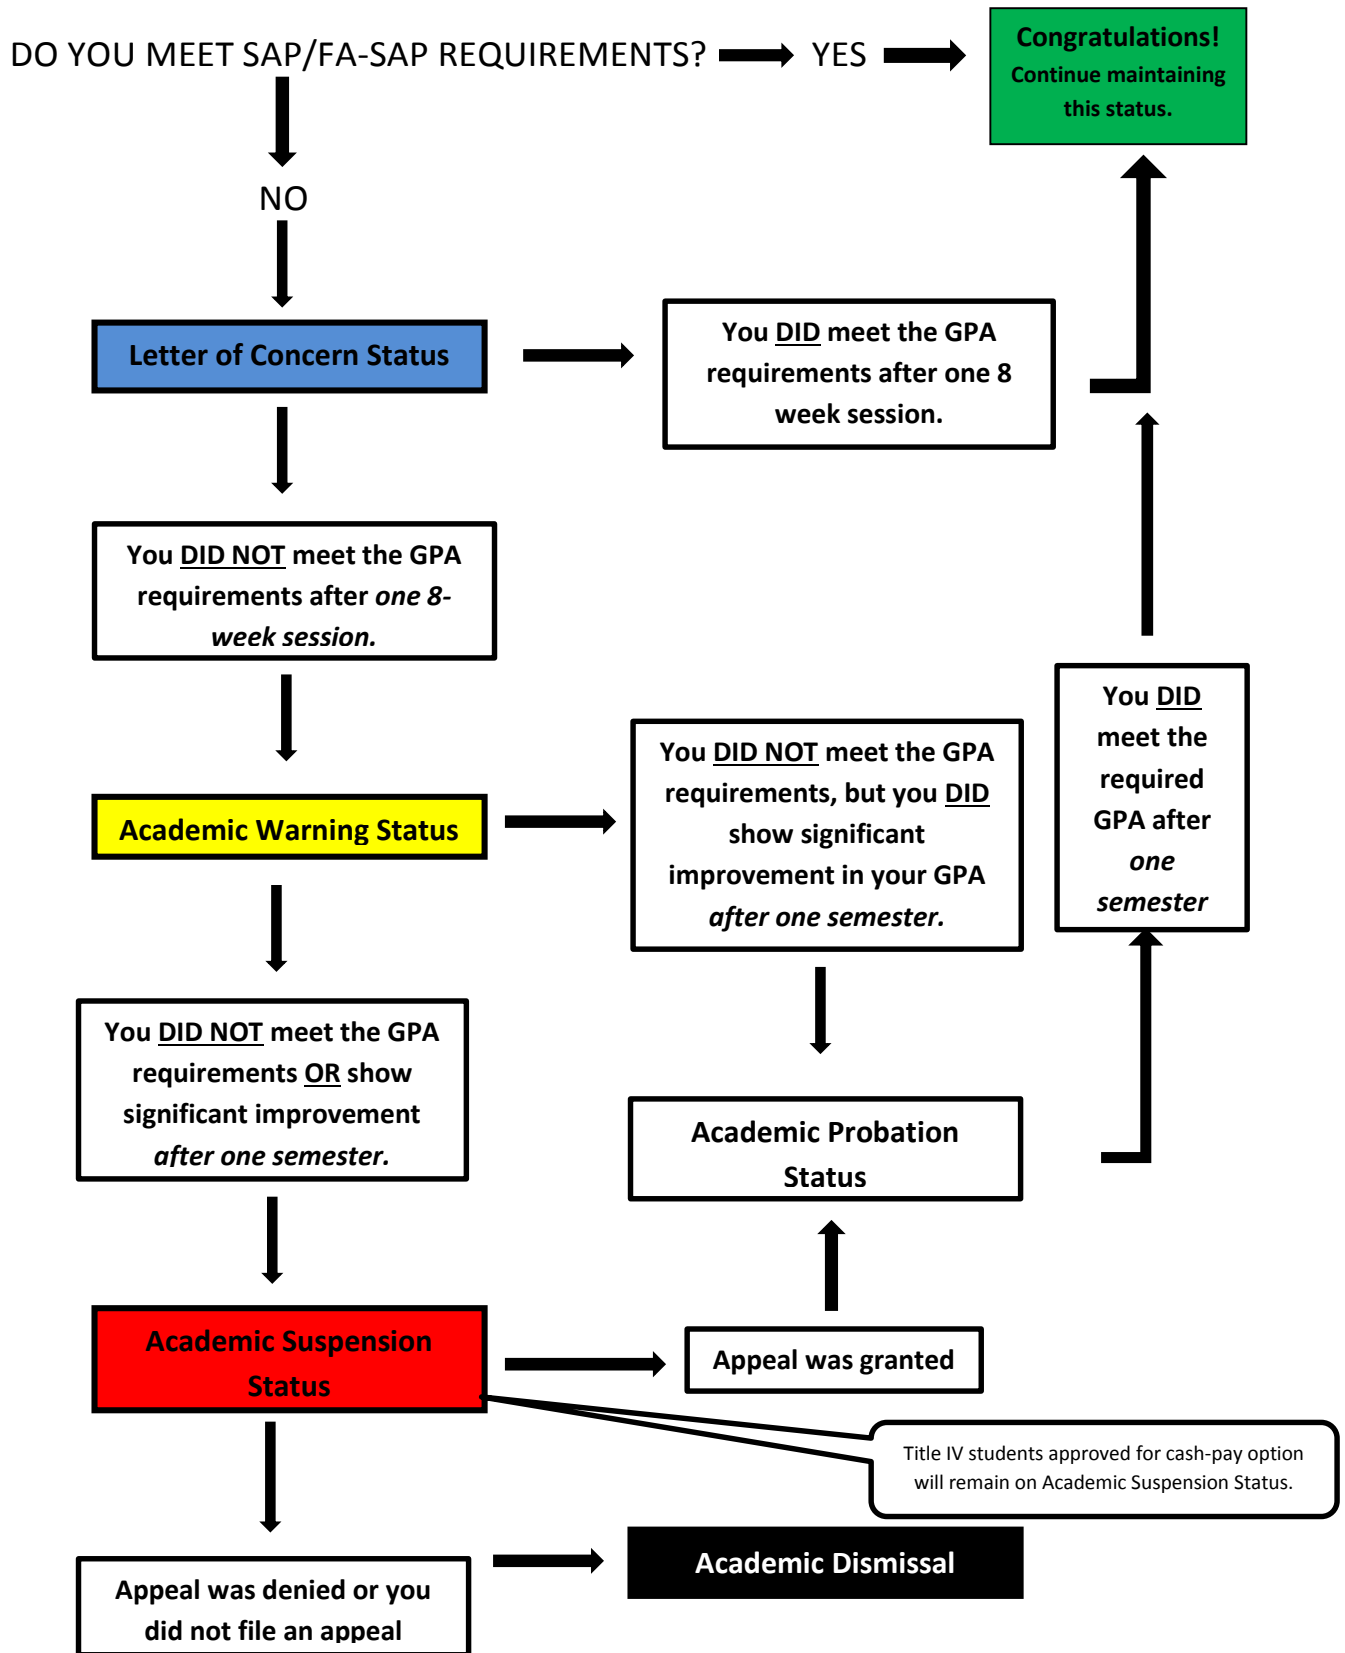 DO YOU MEET SAP/FA-SAP REQUIREMENTS?
YES
Congratulations!
Continue maintaining
this status.
NO
Letter of Concern Status
You DID meet the GPA
requirements after one 8
week session.
You DID NOT meet the GPA
requirements after one 8-
week session.
Academic Warning Status
You DID NOT meet the GPA
requirements, but you DID
show significant
improvement in your GPA
after one semester.
You DID
meet the
required
GPA after
one
semester
You DID NOT meet the GPA
requirements OR show
significant improvement
after one semester.
Academic Probation
Status
Academic Suspension
Status
Appeal was granted
Title IV students approved for cash-pay option
will remain on Academic Suspension Status.
Appeal was denied or you
did not file an appeal
Academic Dismissal